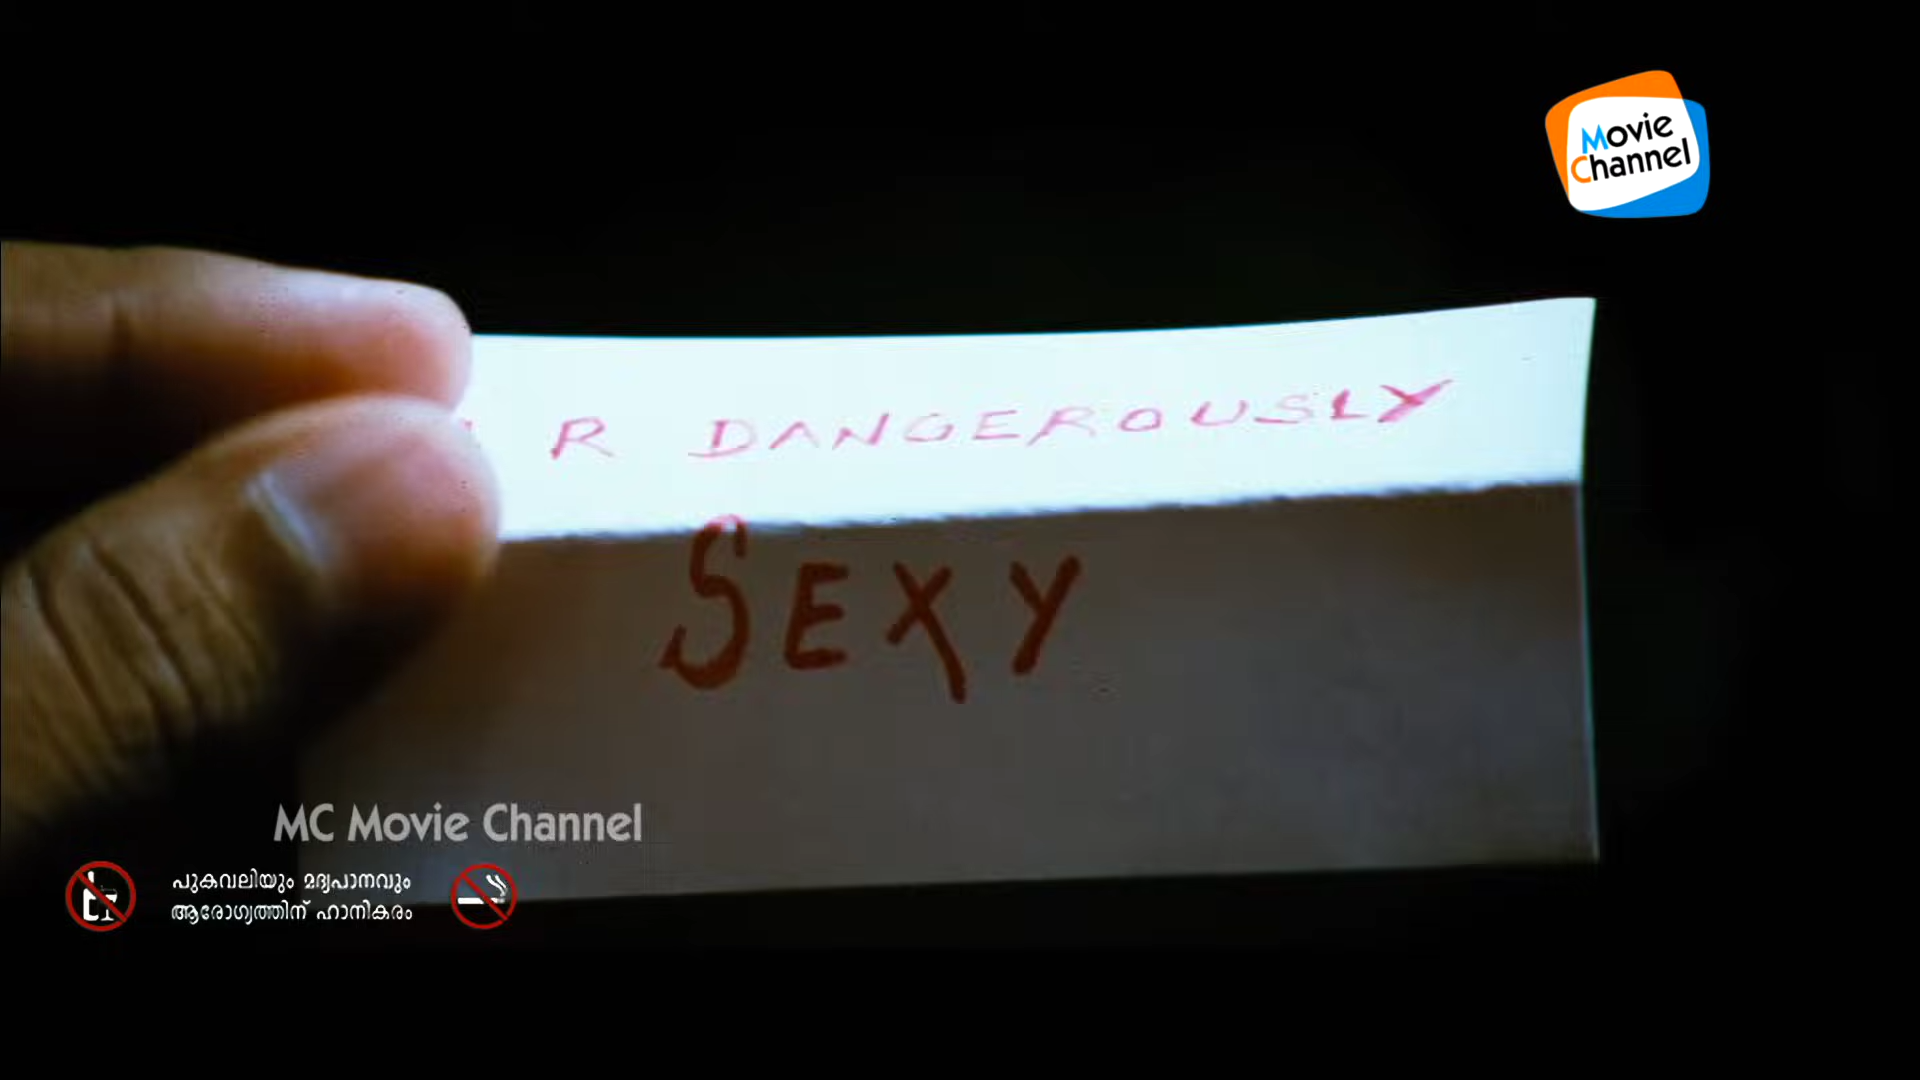 Movie
Channel
R DANGEROUSLY
SEXY
MC Movie Channel
പുകവലിയും മദ്യപാനവും
ആരോഗ്യത്തിന് ഹാനികരം